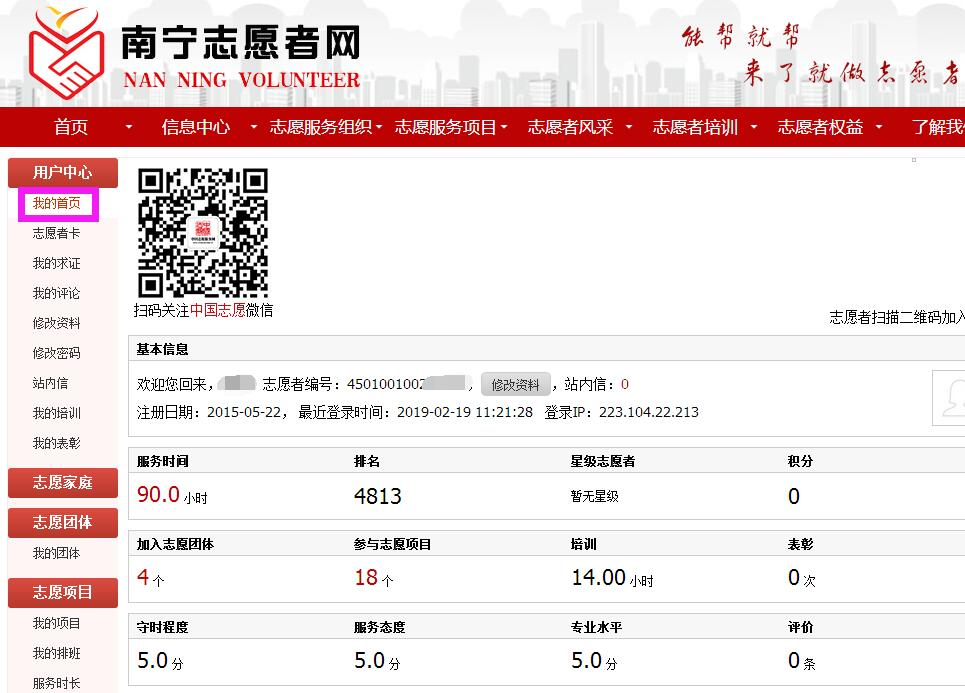 南宁志愿者网
NAN NING VOLUNTEER
能帮就帮
来了就做志愿者
首页 信息中心 志愿服务组织 志愿服务项目 志愿者风采 志愿者培训 志愿者权益 了解我
用户中心
我的首页
志愿者卡
我的求证
我的评论
修改资料
修改密码
站内信
我的培训
我的表彰
志愿家庭
志愿团体
我的团体
志愿项目
我的项目
我的排班
服务时长
扫码关注中国志愿微信
志愿者扫描二维码加入
基本信息
欢迎您回来, 志愿者编号：4501001002 , 修改资料 ，站内信：0
注册日期：2015-05-22， 最近登录时间：2019-02-19 11:21:28 登录IP：223.104.22.213
服务时间 排名 星级志愿者 积分
90.0 小时 4813 暂无星级 0
加入志愿团体 参与志愿项目 培训 表彰
4 个 18 个 14.00 小时 0 次
守时程度 服务态度 专业水平 评价
5.0 分 5.0 分 5.0 分 0 条